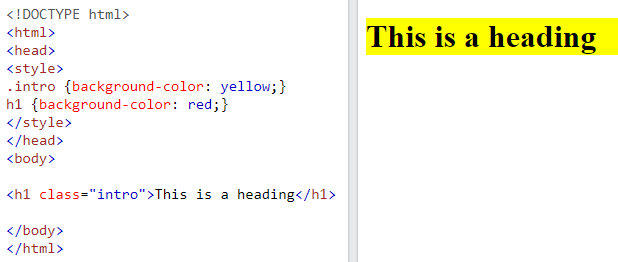 <!DOCTYPE html>
<html>
<head>
<style>
.intro {background-color: yellow;}
h1 {background-color: red;}
</style>
</head>
<body>
<h1 class="intro">This is a heading</h1>
</body>
</html>
This is a heading